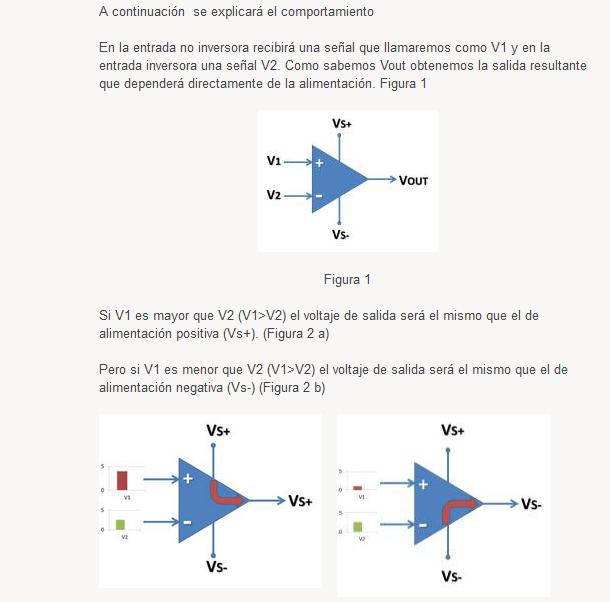 A continuación  se explicará el comportamiento
En la entrada no inversora recibirá una señal que llamaremos como V1 y en la
entrada inversora una señal V2. Como sabemos Vout obtenemos la salida resultante
que dependerá directamente de la alimentación. Figura 1
Vs+
V1
+
VOUT
V2
-
Vs-
Figura 1
Si V1 es mayor que V2 (V1>V2) el voltaje de salida será el mismo que el de
alimentación positiva (Vs+). (Figura 2 a)
Pero si V1 es menor que V2 (V1>V2) el voltaje de salida será el mismo que el de
alimentación negativa (Vs-) (Figura 2 b)
Vs+
5
0
V1
+
Vs+
5
0
V2
-
Vs-
Vs+
5
0
V1
+
Vs-
5
0
V2
-
Vs-